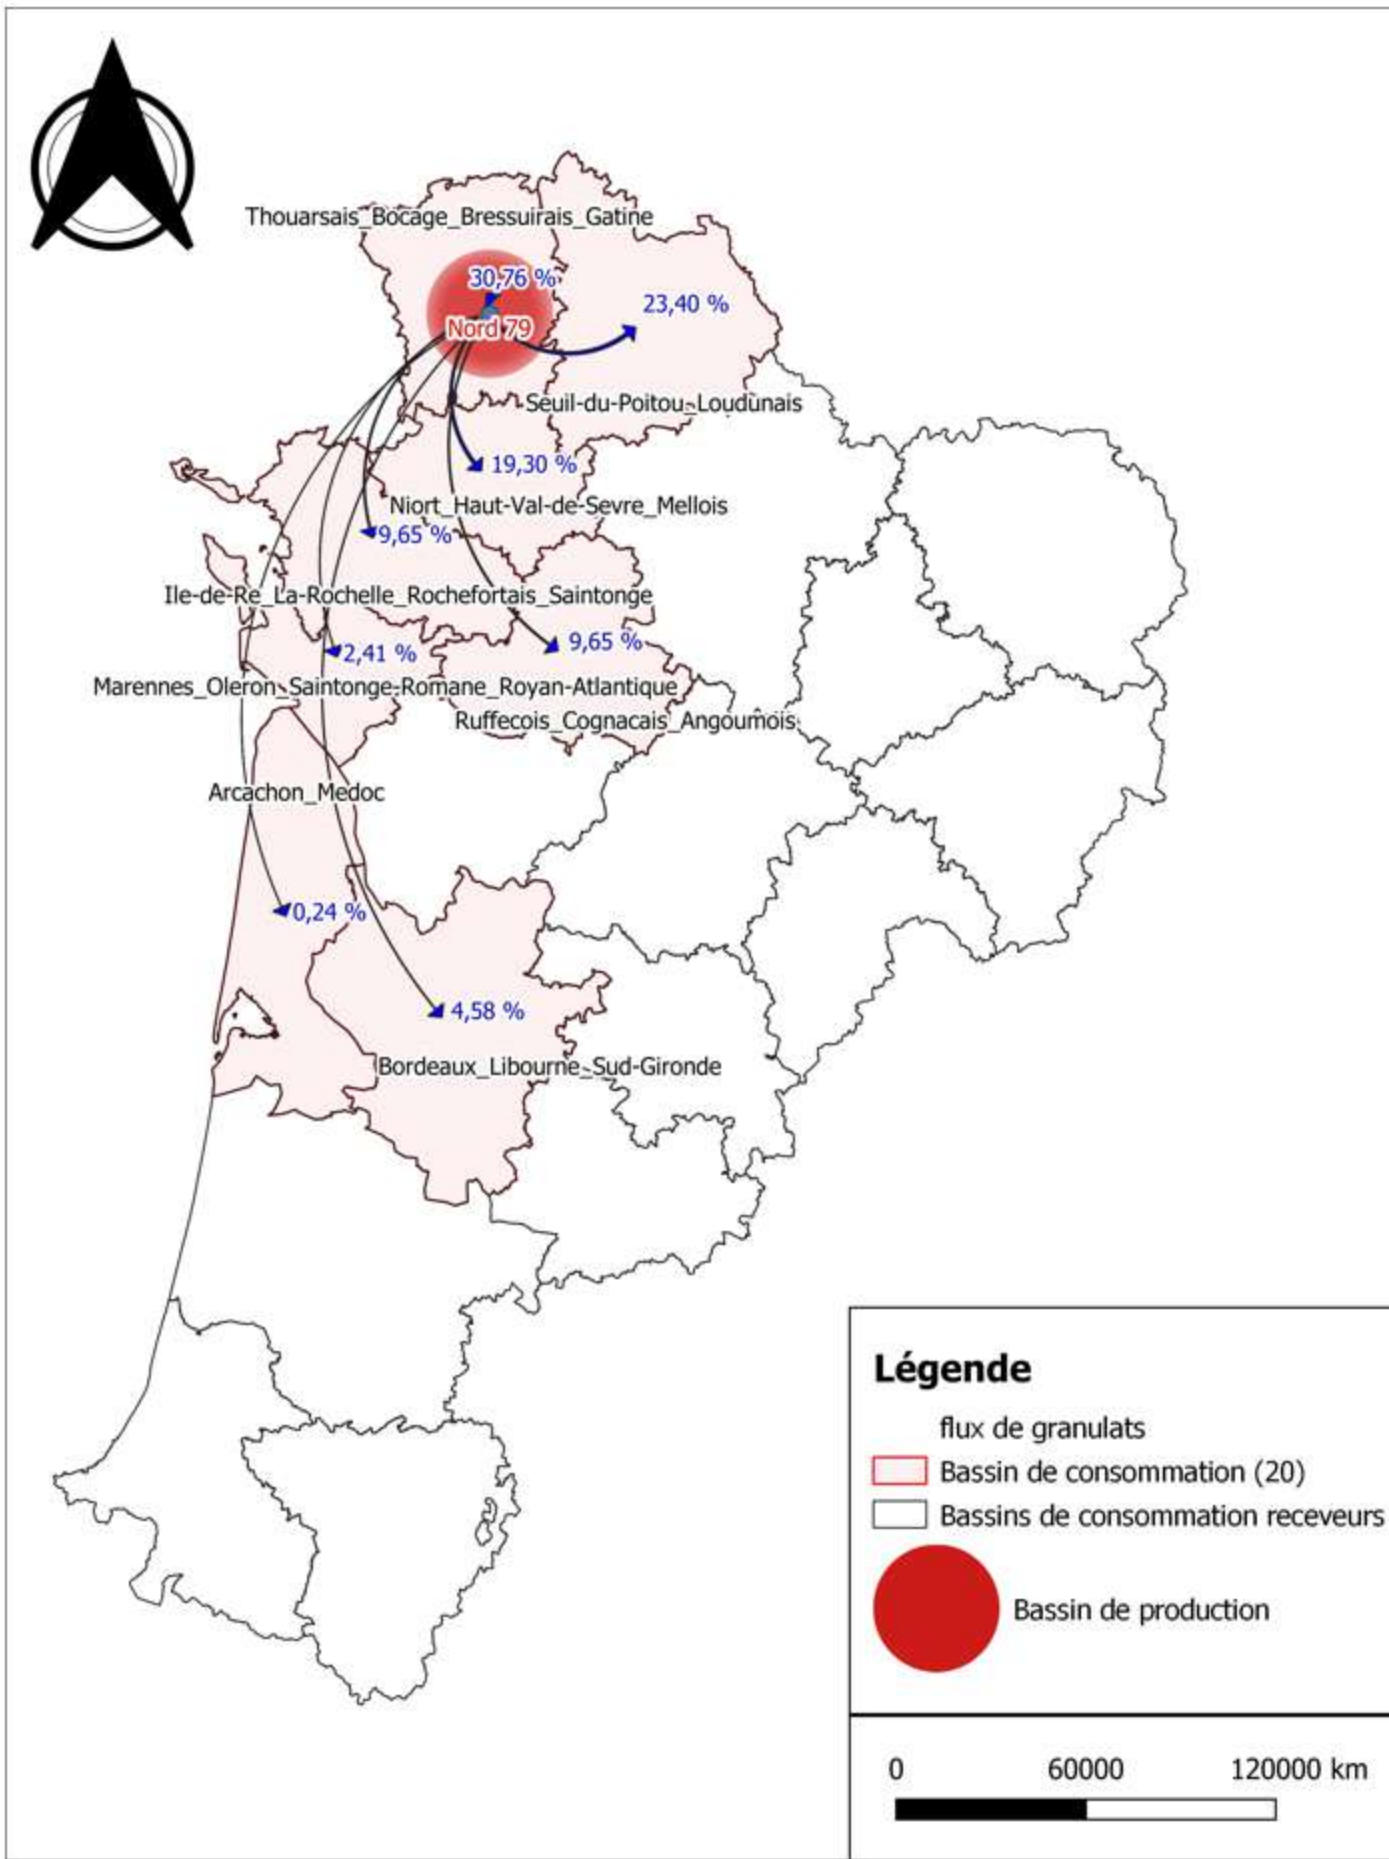 Thouarsais_Bocage_Bressuirais_Gatine
30,76 %
23,40 %
Nord 79
Seuil-du-Poitou_Loudunais
19,30 %
Niort_Haut-Val-de-Sevre_Mellois
9,65 %
Ile-de-Re_La-Rochelle_Rochefortais_Saintonge
9,65 %
2,41 %
Marennes_Oleron_Saintonge-Romane_Royan-Atlantique
Ruffecois_Cognacais_Angoumois
Arcachon_Medoc
0,24 %
4,58 %
Bordeaux_Libourne_Sud-Gironde
Légende
flux de granulats
Bassin de consommation (20)
Bassins de consommation receveurs
Bassin de production
0 60000 120000 km